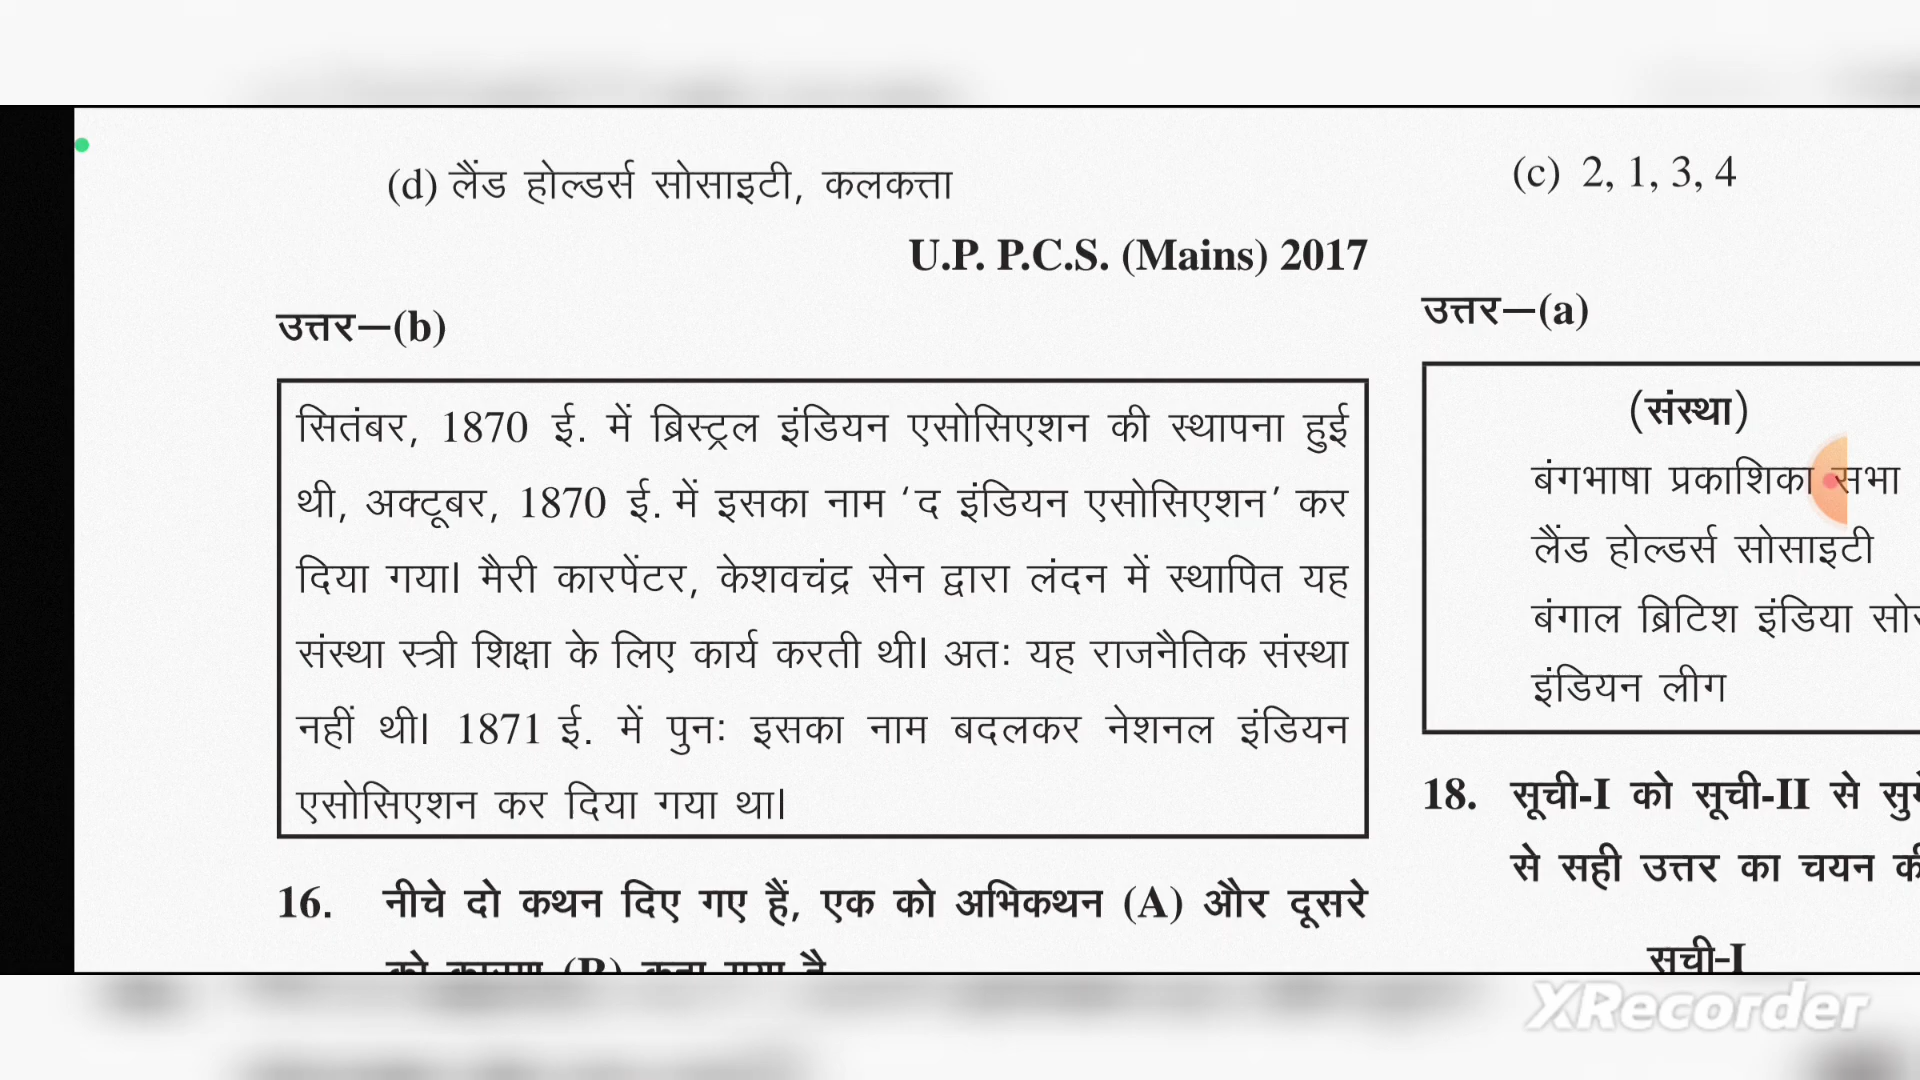 (d) लैंड होल्डर्स सोसाइटी, कलकत्ता
U.P. P.C.S. (Mains) 2017
उत्तर—(b)
सितंबर, 1870 ई. में ब्रिस्ट्रल इंडियन एसोसिएशन की स्थापना हुई
थी, अक्टूबर, 1870 ई. में इसका नाम ‘द इंडियन एसोसिएशन’ कर
दिया गया। मैरी कारपेंटर, केशवचंद्र सेन द्वारा लंदन में स्थापित यह
संस्था स्त्री शिक्षा के लिए कार्य करती थी। अतः यह राजनैतिक संस्था
नहीं थी। 1871 ई. में पुनः इसका नाम बदलकर नेशनल इंडियन
एसोसिएशन कर दिया गया था।
16. नीचे दो कथन दिए गए हैं, एक को अभिकथन (A) और दूसरे
को कारण (R) कहा गया है
(c) 2, 1, 3, 4
उत्तर—(a)
(संस्था)
बंगभाषा प्रकाशिका सभा
लैंड होल्डर्स सोसाइटी
बंगाल ब्रिटिश इंडिया
इंडियन लीग
18. सूची-I को सूची-II से
से सही उत्तर का चयन
सूची-I
XRecorder